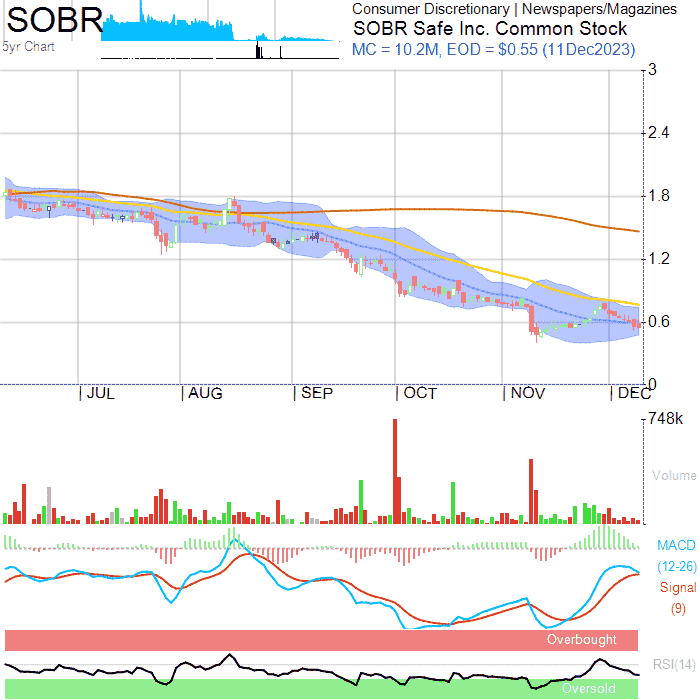 SOBR
Consumer Discretionary | Newspapers/Magazines
SOBR Safe Inc. Common Stock
5yr Chart
MC = 10.2M, EOD = $0.55 (11Dec2023)
3
2.4
1.8
1.2
0.6
0
| JUL | AUG | SEP | OCT | NOV | DEC
748k
Volume
MACD
(12-26)
Signal
(9)
Overbought
RSI(14)
Oversold